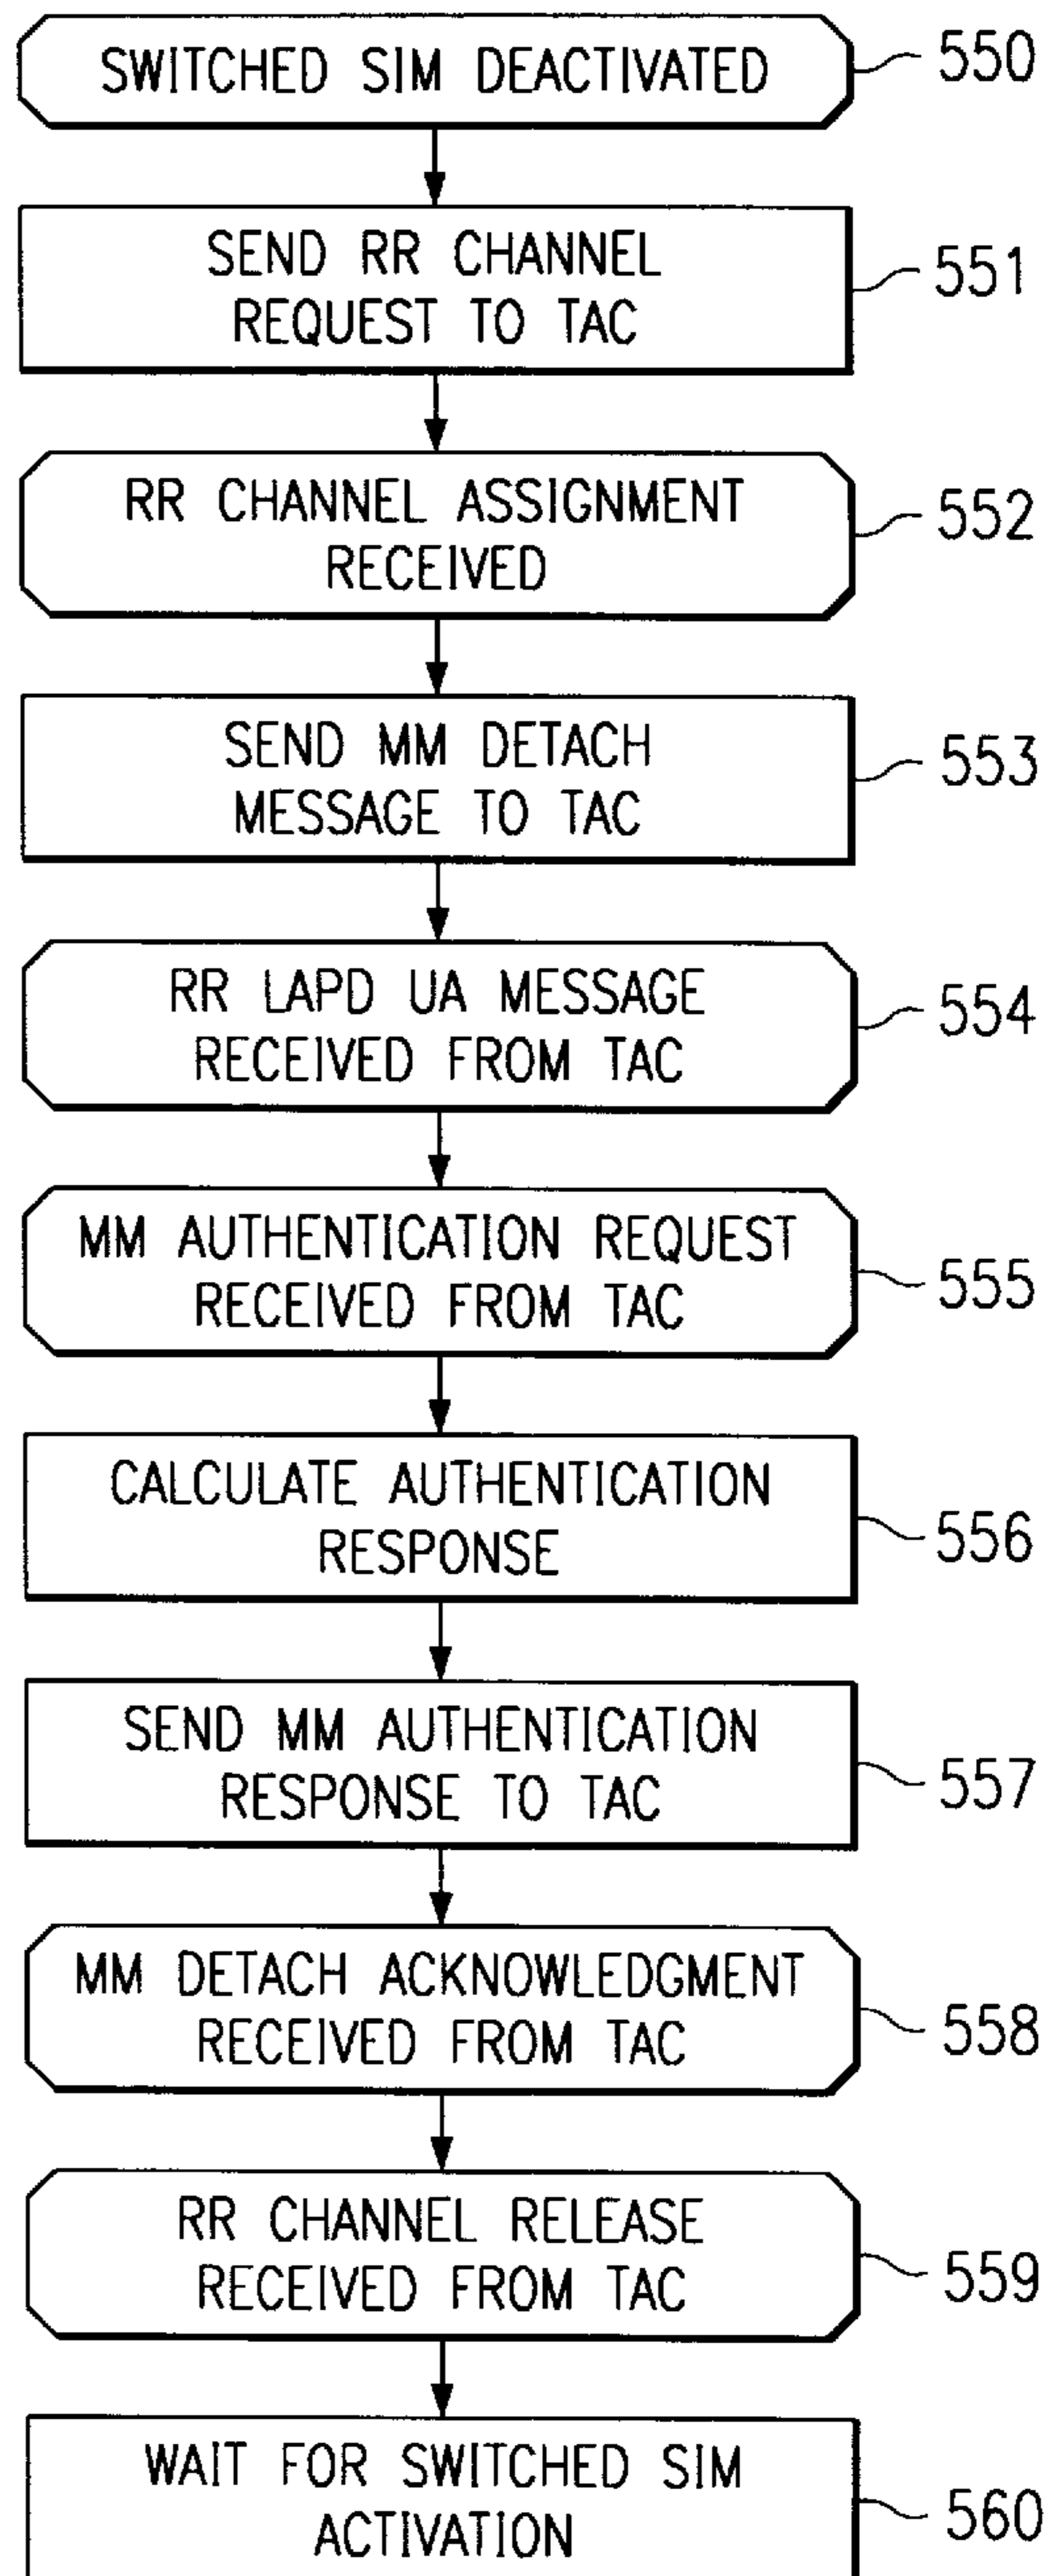 SWITCHED SIM DEACTIVATED
550
SEND RR CHANNEL
REQUEST TO TAC
551
RR CHANNEL ASSIGNMENT
RECEIVED
552
SEND MM DETACH
MESSAGE TO TAC
553
RR LAPD UA MESSAGE
RECEIVED FROM TAC
554
MM AUTHENTICATION REQUEST
RECEIVED FROM TAC
555
CALCULATE AUTHENTICATION
RESPONSE
556
SEND MM AUTHENTICATION
RESPONSE TO TAC
557
MM DETACH ACKNOWLEDGMENT
RECEIVED FROM TAC
558
RR CHANNEL RELEASE
RECEIVED FROM TAC
559
WAIT FOR SWITCHED SIM
ACTIVATION
560